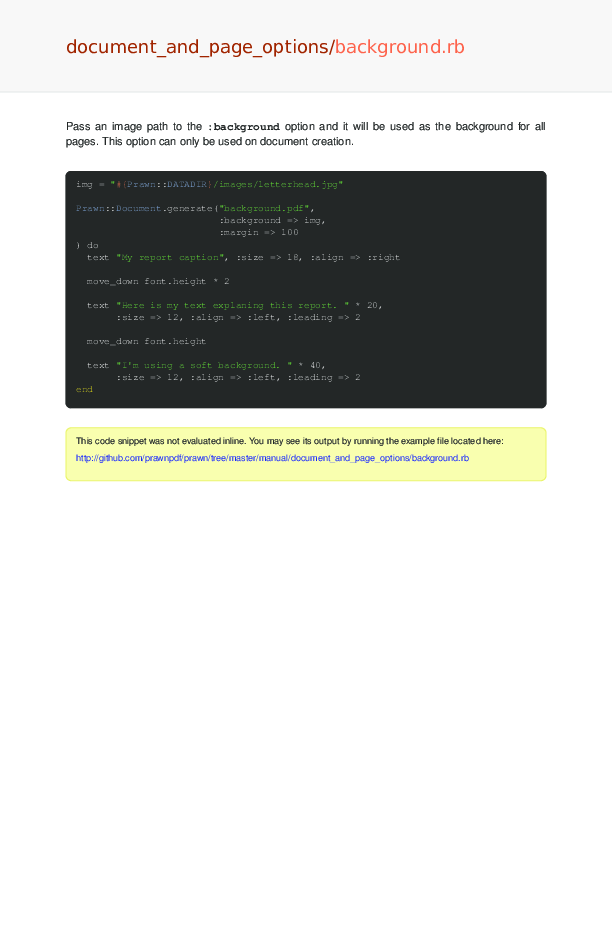 document_and_page_options/background.rb
Pass an image path to the :background option and it will be used as the background for all
pages. This option can only be used on document creation.
img = "#{Prawn::DATADIR}/images/letterhead.jpg"
Prawn::Document.generate("background.pdf",
                         :background => img,
                         :margin => 100
) do
  text "My report caption", :size => 18, :align => :right
  move_down font.height * 2
  text "Here is my text explaning this report. " * 20,
       :size => 12, :align => :left, :leading => 2
  move_down font.height
  text "I'm using a soft background. " * 40,
       :size => 12, :align => :left, :leading => 2
end
This code snippet was not evaluated inline. You may see its output by running the example file located here:
http://github.com/prawnpdf/prawn/tree/master/manual/document_and_page_options/background.rb